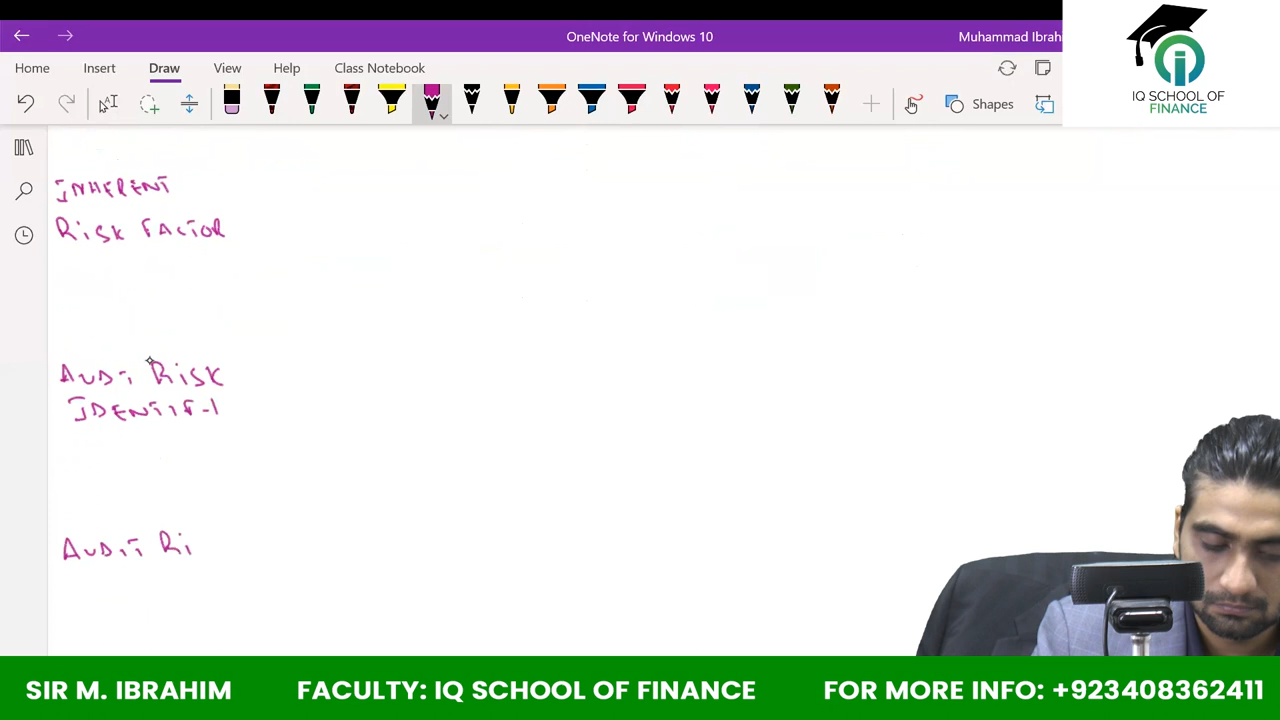 OneNote for Windows 10
Muhammad Ibrah
Home Insert Draw View Help Class Notebook
Shapes
IQ SCHOOL OF
FINANCE
INHERENT
RISK FACTOR
AUDI RISK
IDENTIF-1
AUDIT Ri
SIR M. IBRAHIM FACULTY: IQ SCHOOL OF FINANCE FOR MORE INFO: +923408362411